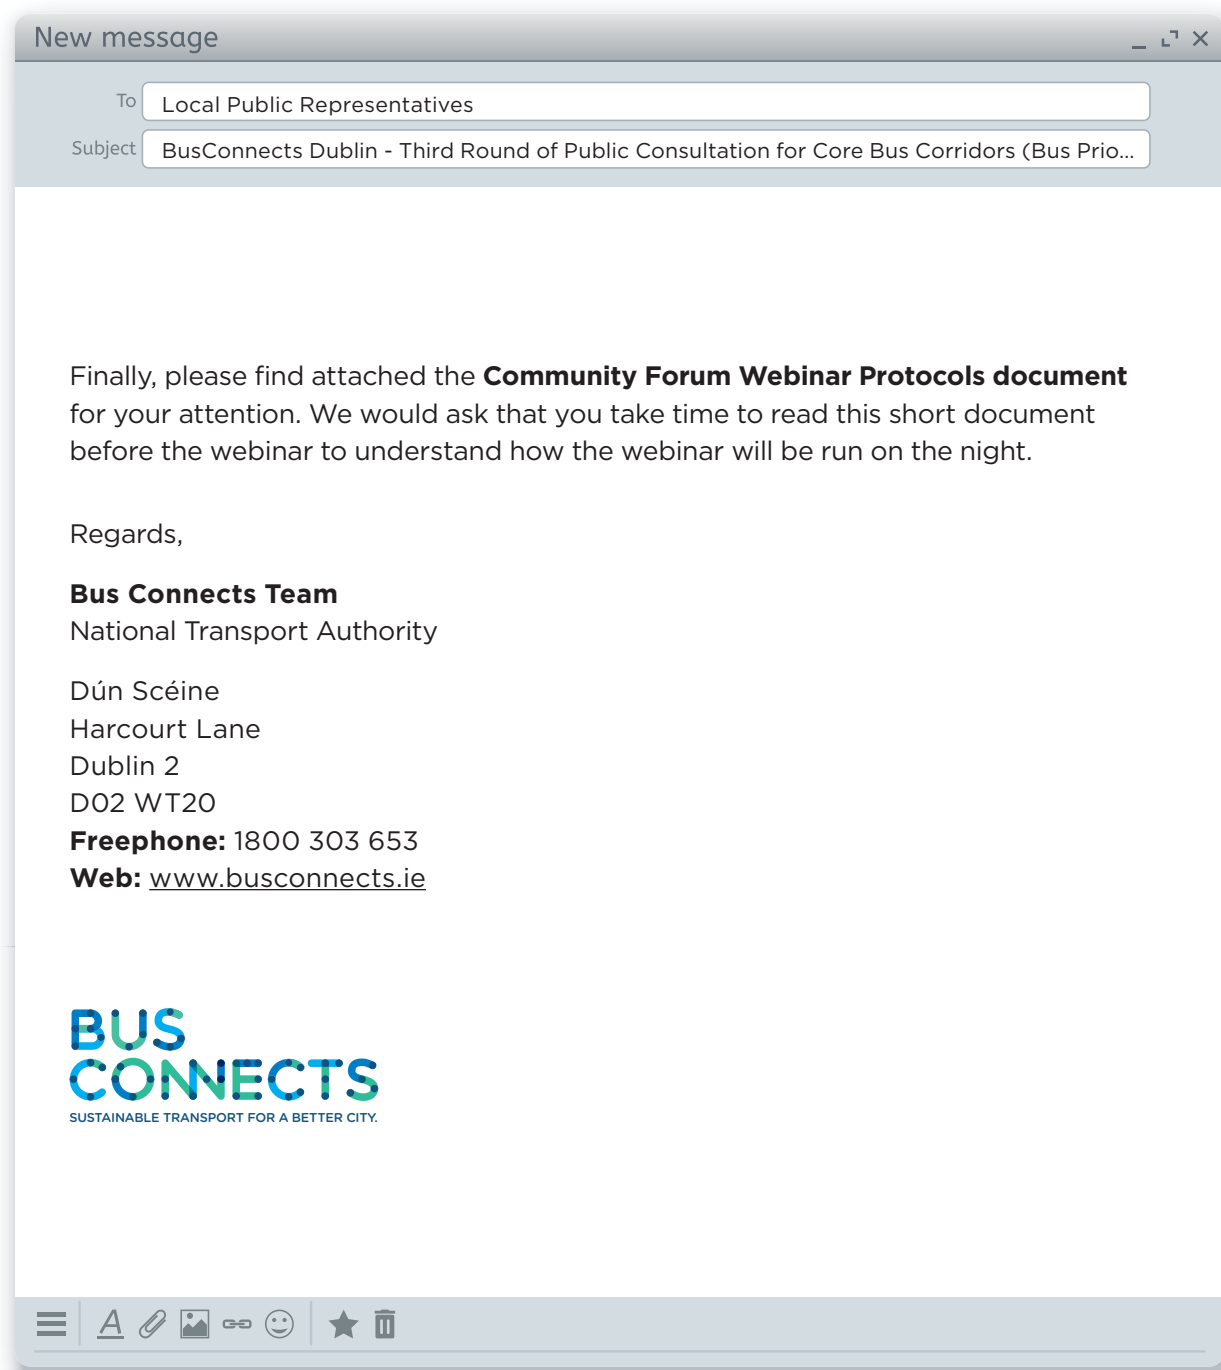 New message
To Local Public Representatives
Subject BusConnects Dublin - Third Round of Public Consultation for Core Bus Corridors (Bus Prio...
Finally, please find attached the Community Forum Webinar Protocols document
for your attention. We would ask that you take time to read this short document
before the webinar to understand how the webinar will be run on the night.
Regards,
Bus Connects Team
National Transport Authority
Dún Scéine
Harcourt Lane
Dublin 2
D02 WT20
Freephone: 1800 303 653
Web: www.busconnects.ie
BUS
CONNECTS
SUSTAINABLE TRANSPORT FOR A BETTER CITY.
A